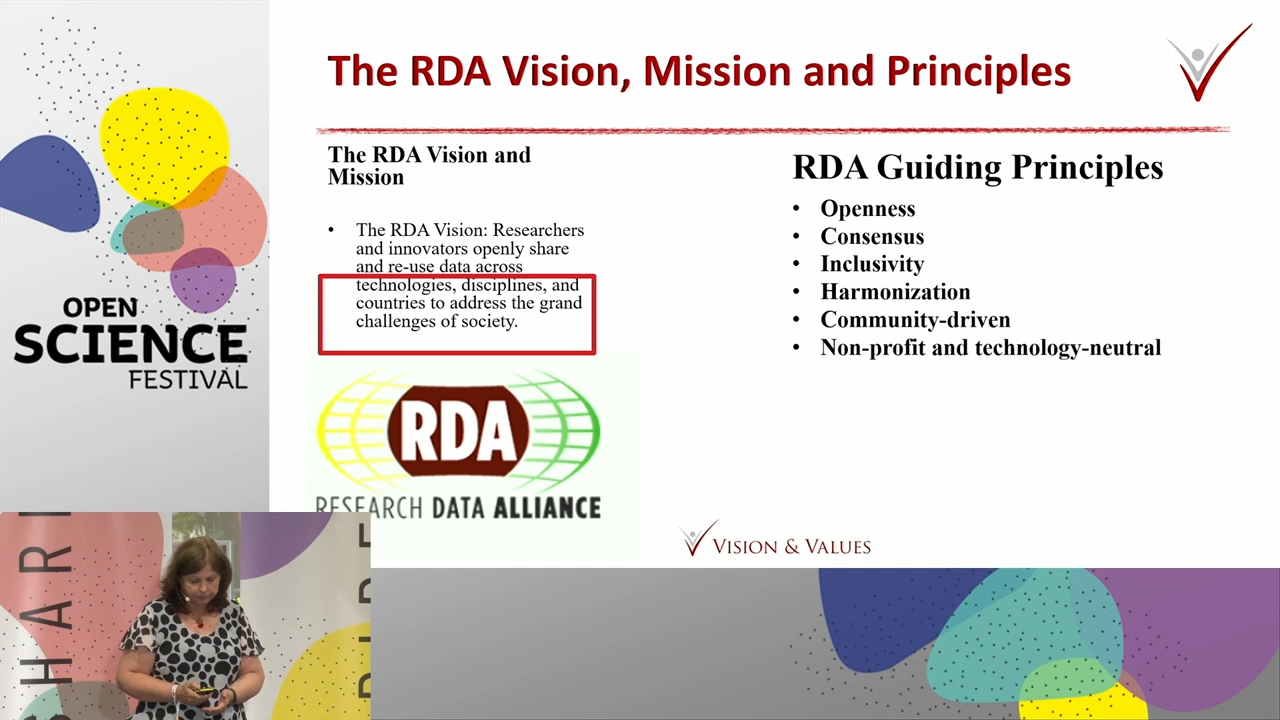 The RDA Vision, Mission and Principles
The RDA Vision and
Mission
• The RDA Vision: Researchers
and innovators openly share
and re-use data across
technologies, disciplines, and
countries to address the grand
challenges of society.
RDA
RESEARCH DATA ALLIANCE
RDA Guiding Principles
• Openness
• Consensus
• Inclusivity
• Harmonization
• Community-driven
• Non-profit and technology-neutral
VISION & VALUES
OPEN
SCIENCE
FESTIVAL
HARI